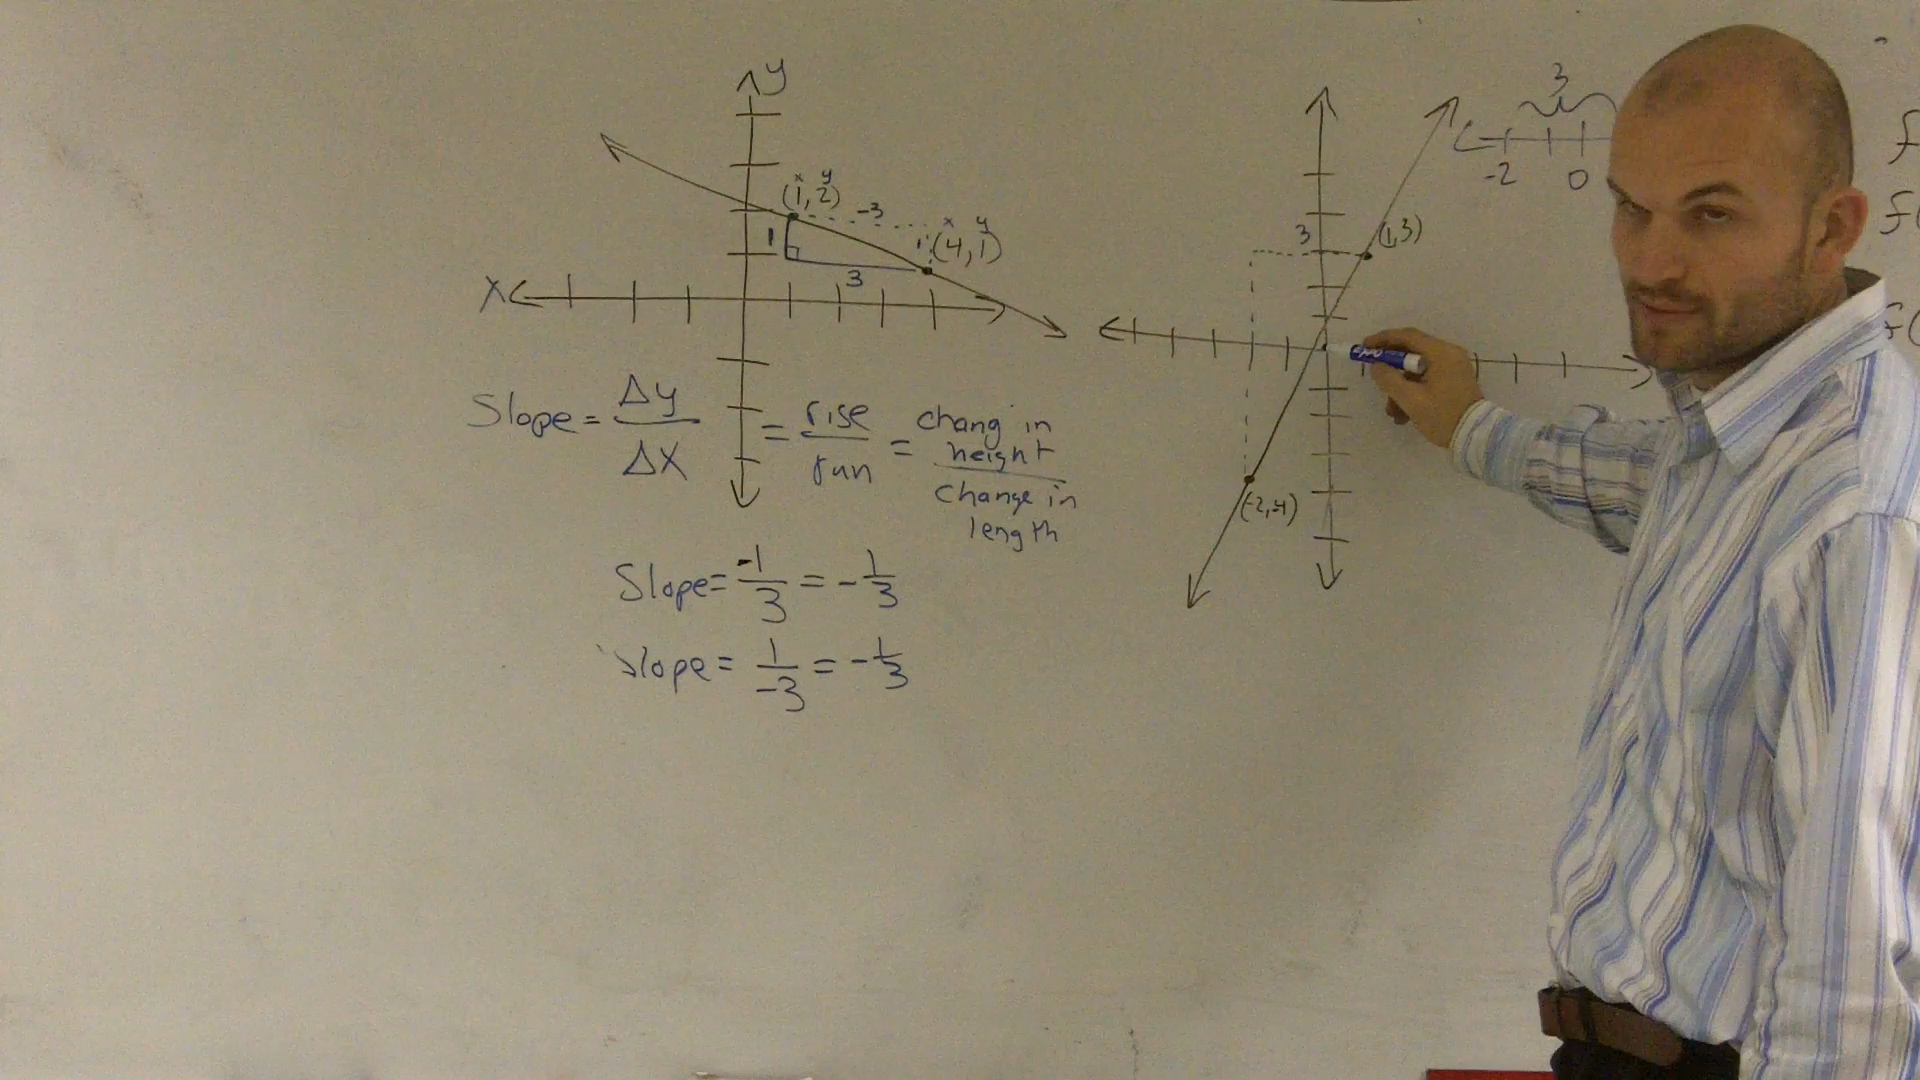 y
x y
(1,2)
-3
x y
(4,1)
1
3
X
Slope = Δy / Δx = rise / run = chang in height / change in length
Slope = -1/3 = -1/3
Slope = 1/-3 = -1/3
3
(1,3)
(-2,-4)
3
-2 0
f
f(
f(